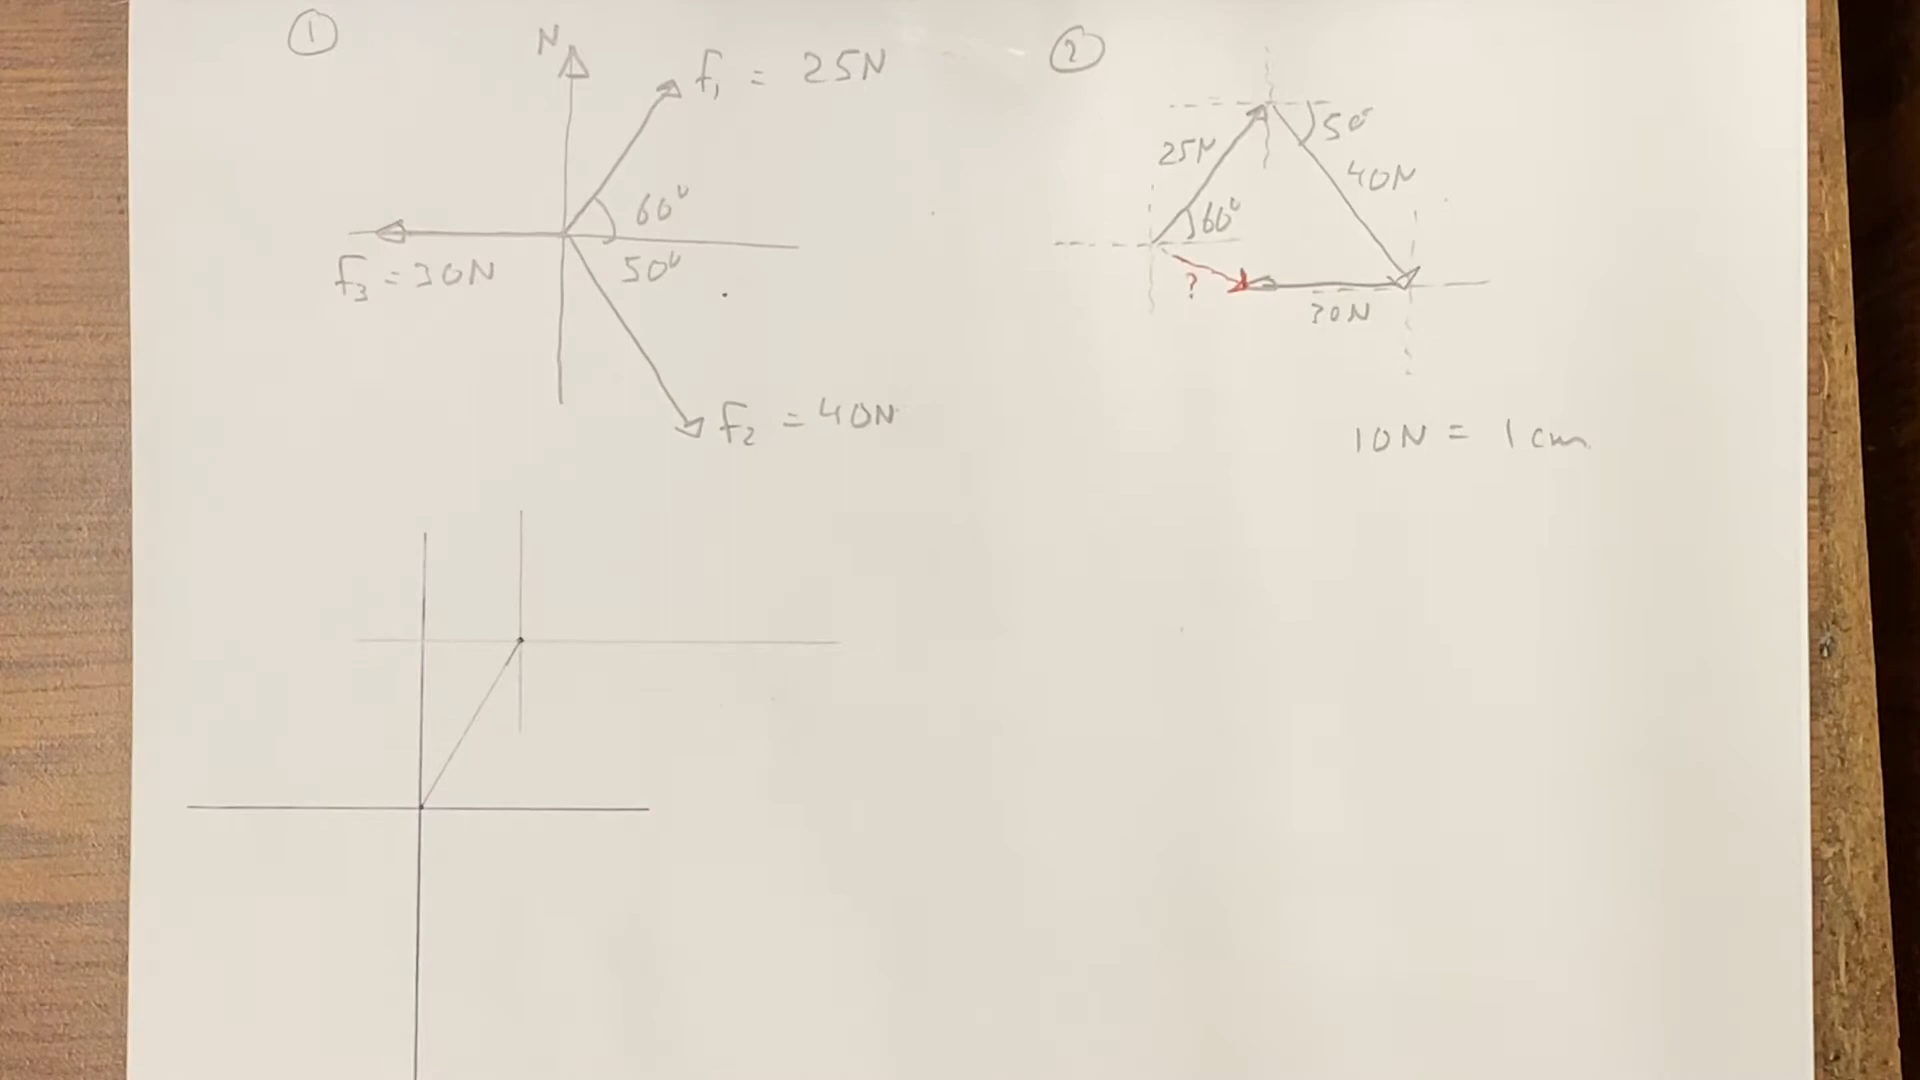 ①
N
f₁ = 25N
60°
50°
f₃ = 30N
f₂ = 40N
②
50°
25N
40N
60°
?
30N
10N = 1cm